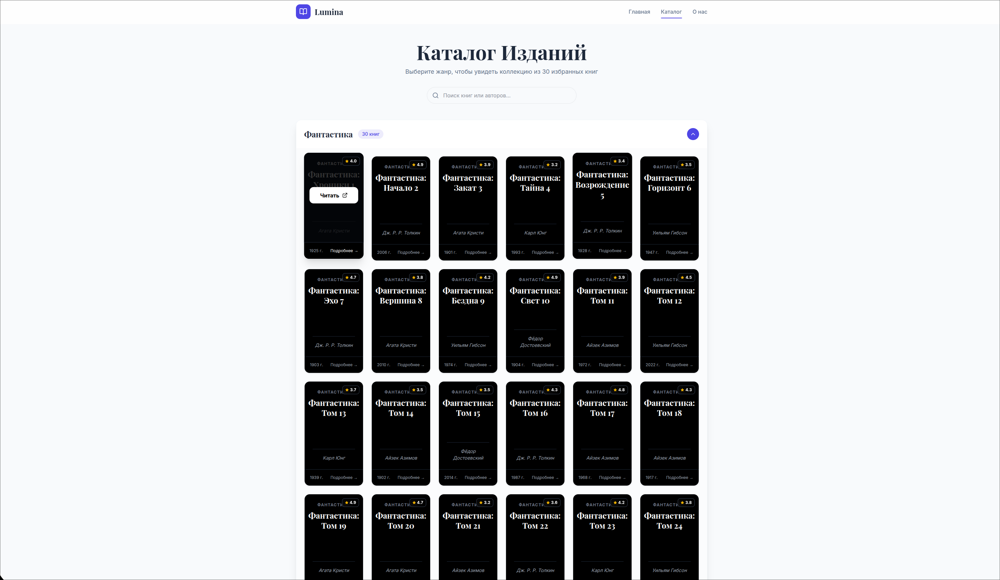 Lumina
Главная Каталог О нас
Каталог Изданий
Выберите жанр, чтобы увидеть коллекцию из 30 избранных книг
Поиск книг или авторов...
Фантастика 30 книг
ФАНТАСТИ 4.0
Фантастика:
Хроники 1
Читать
Агата Кристи
1925 г. Подробнее →
ФАНТАСТИ 4.9
Фантастика:
Начало 2
Дж. Р. Р. Толкин
2006 г. Подробнее →
ФАНТАСТИ 3.9
Фантастика:
Закат 3
Агата Кристи
1901 г. Подробнее →
ФАНТАСТИ 3.2
Фантастика:
Тайна 4
Карл Юнг
1993 г. Подробнее →
ФАНТАСТИ 3.4
Фантастика:
Возрождение
5
Дж. Р. Р. Толкин
1928 г. Подробнее →
ФАНТАСТИ 3.5
Фантастика:
Горизонт 6
Уильям Гибсон
1947 г. Подробнее →
ФАНТАСТИ 4.7
Фантастика:
Эхо 7
Дж. Р. Р. Толкин
1903 г. Подробнее →
ФАНТАСТИ 3.8
Фантастика:
Вершина 8
Агата Кристи
2010 г. Подробнее →
ФАНТАСТИ 4.2
Фантастика:
Бездна 9
Уильям Гибсон
1974 г. Подробнее →
ФАНТАСТИ 4.9
Фантастика:
Свет 10
Фёдор
Достоевский
1904 г. Подробнее →
ФАНТАСТИ 3.9
Фантастика:
Том 11
Айзек Азимов
1972 г. Подробнее →
ФАНТАСТИ 4.5
Фантастика:
Том 12
Уильям Гибсон
2022 г. Подробнее →
ФАНТАСТИ 3.7
Фантастика:
Том 13
Карл Юнг
1939 г. Подробнее →
ФАНТАСТИ 3.5
Фантастика:
Том 14
Айзек Азимов
1902 г. Подробнее →
ФАНТАСТИ 3.5
Фантастика:
Том 15
Фёдор
Достоевский
2014 г. Подробнее →
ФАНТАСТИ 4.3
Фантастика:
Том 16
Дж. Р. Р. Толкин
1987 г. Подробнее →
ФАНТАСТИ 4.8
Фантастика:
Том 17
Айзек Азимов
1968 г. Подробнее →
ФАНТАСТИ 4.3
Фантастика:
Том 18
Айзек Азимов
1917 г. Подробнее →
ФАНТАСТИ 4.9
Фантастика:
Том 19
Агата Кристи
ФАНТАСТИ 4.7
Фантастика:
Том 20
Агата Кристи
ФАНТАСТИ 3.2
Фантастика:
Том 21
Айзек Азимов
ФАНТАСТИ 3.6
Фантастика:
Том 22
Дж. Р. Р. Толкин
ФАНТАСТИ 4.2
Фантастика:
Том 23
Карл Юнг
ФАНТАСТИ 3.8
Фантастика:
Том 24
Уильям Гибсон